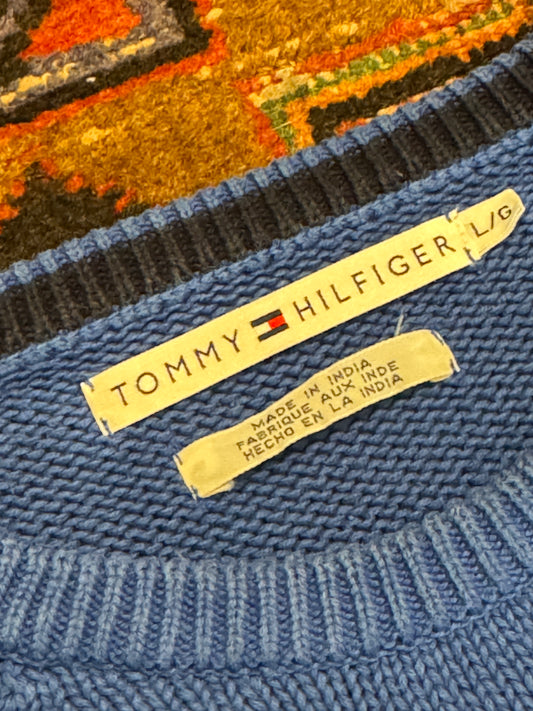 TOMMY HILFIGER
L/G
MADE IN INDIA
FABRIQUE AUX INDE
HECHO EN LA INDIA